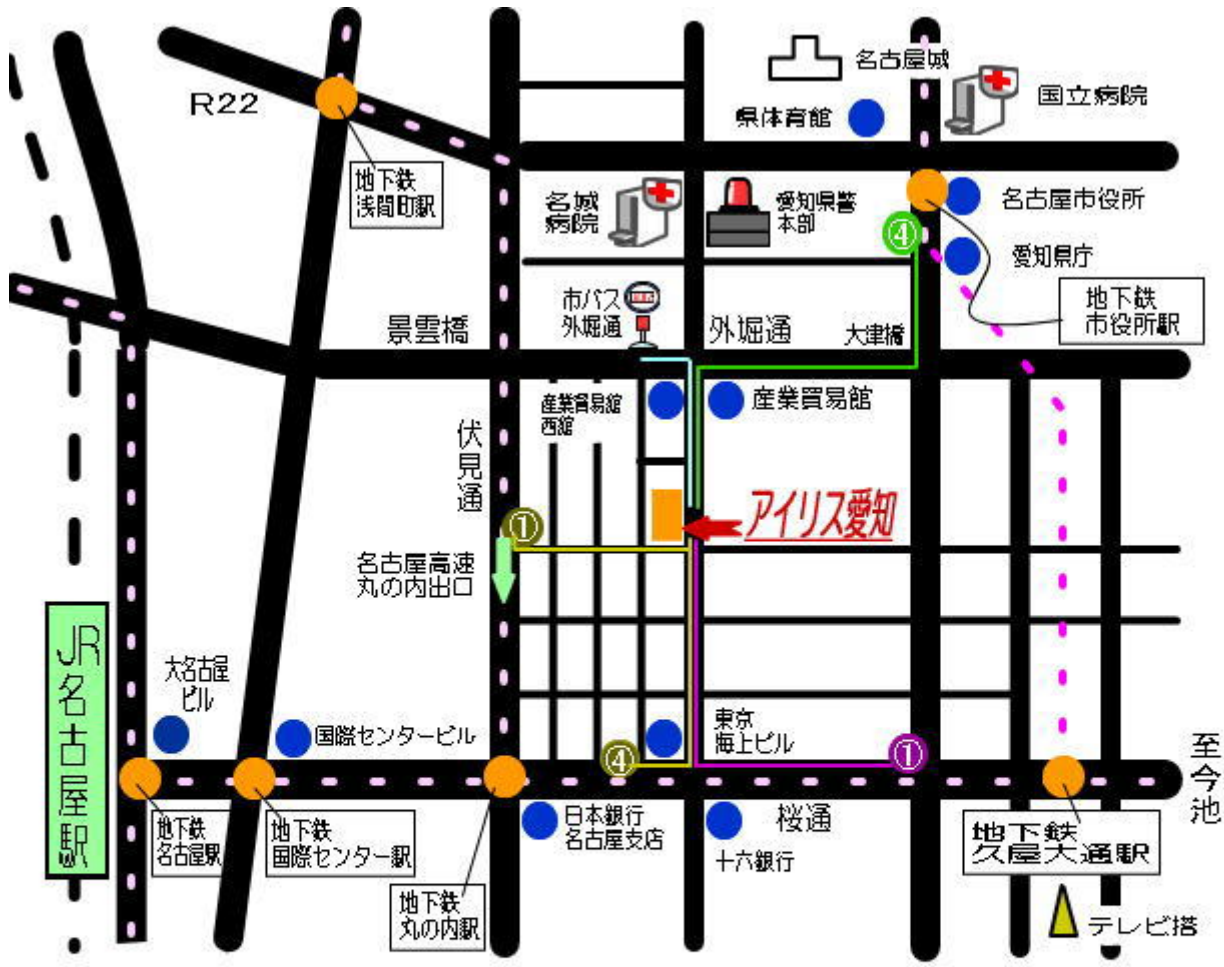 名古屋城
国立病院
R22
県体育館
地下鉄
浅間町駅
名城
病院
愛知県警
本部
名古屋市役所
④
愛知県庁
市バス
外堀通
地下鉄
市役所駅
景雲橋
外堀通
大津橋
産業貿易館
西館
産業貿易館
伏見通
①
アイリス愛知
名古屋高速
丸の内出口
JR名古屋駅
大名古屋
ビル
国際センタービル
東京
海上ビル
④
①
至今池
地下鉄
名古屋駅
地下鉄
国際センター駅
日本銀行
名古屋支店
桜通
十六銀行
地下鉄
久屋大通駅
地下鉄
丸の内駅
テレビ搭